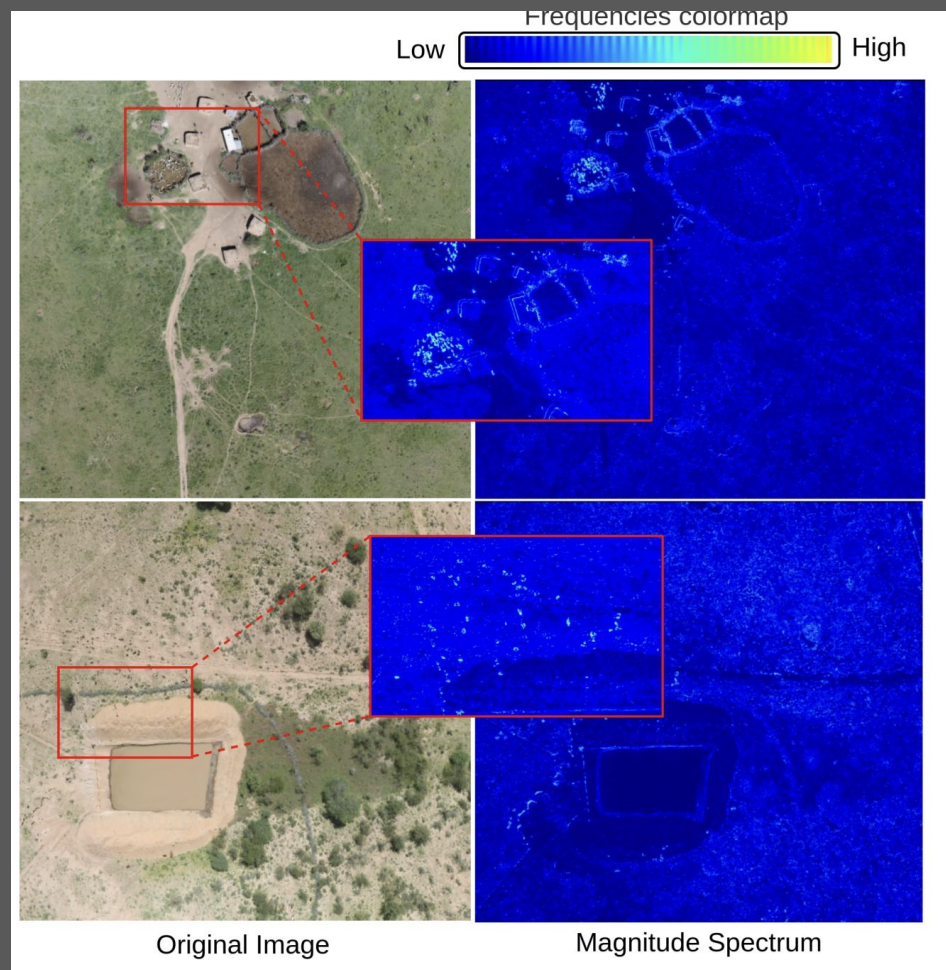 Frequencies colormap
Low
High
Original Image
Magnitude Spectrum